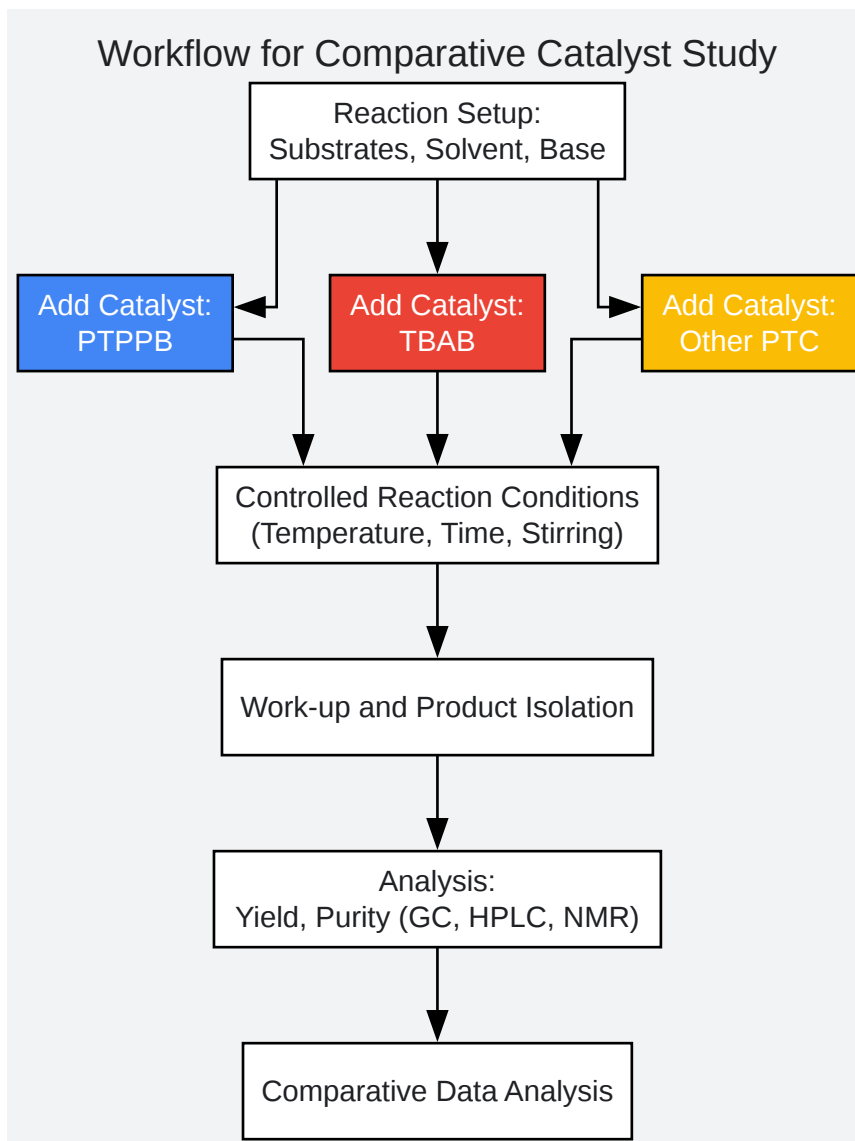 Workflow for Comparative Catalyst Study
Reaction Setup:
Substrates, Solvent, Base
Add Catalyst:
PTPPB
Add Catalyst:
TBAB
Add Catalyst:
Other PTC
Controlled Reaction Conditions
(Temperature, Time, Stirring)
Work-up and Product Isolation
Analysis:
Yield, Purity (GC, HPLC, NMR)
Comparative Data Analysis